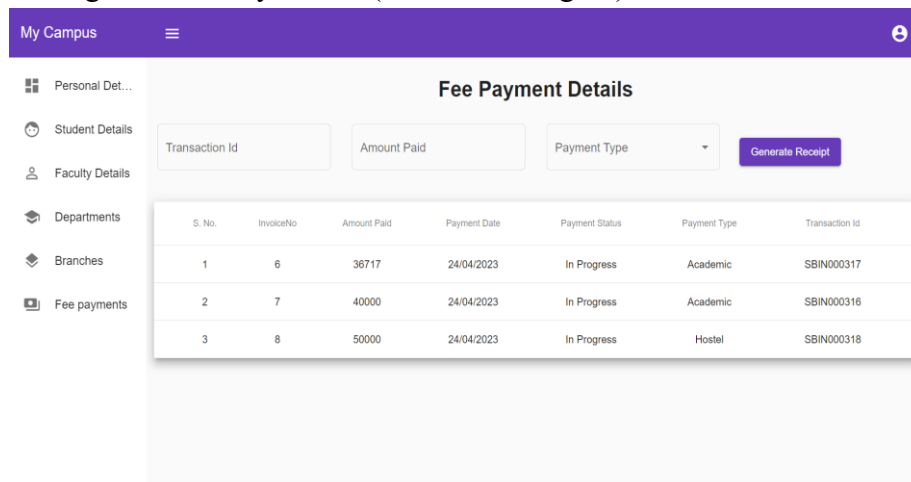 My Campus
Fee Payment Details
Personal Det...
Student Details
Faculty Details
Departments
Branches
Fee payments
Transaction Id
Amount Paid
Payment Type
Generate Receipt
S. No. InvoiceNo Amount Paid Payment Date Payment Status Payment Type Transaction Id
1 6 36717 24/04/2023 In Progress Academic SBIN000317
2 7 40000 24/04/2023 In Progress Academic SBIN000316
3 8 50000 24/04/2023 In Progress Hostel SBIN000318